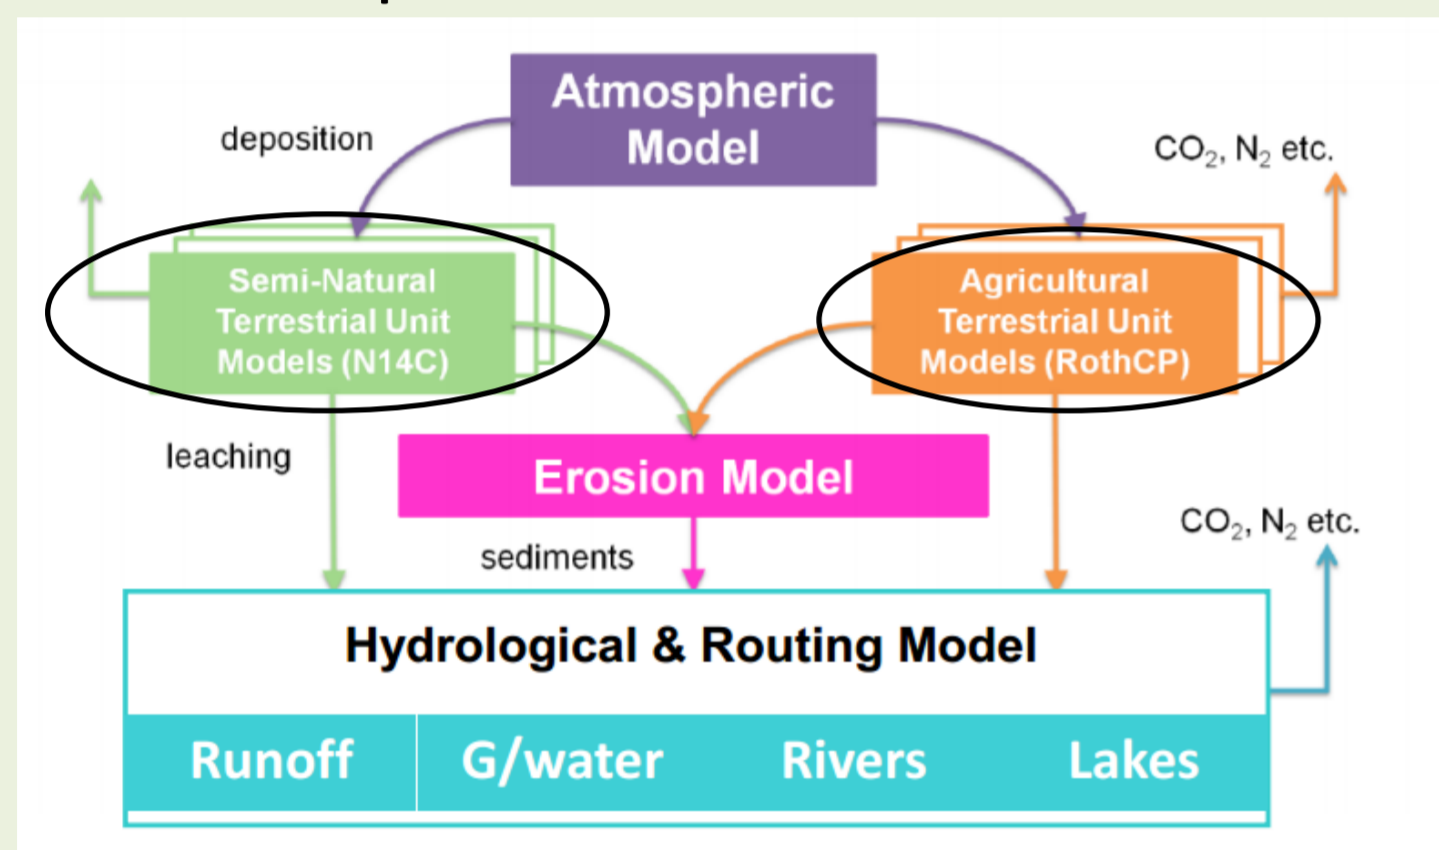 Atmospheric
Model
deposition
CO₂, N₂ etc.
Semi-Natural
Terrestrial Unit
Models (N14C)
Agricultural
Terrestrial Unit
Models (RothCP)
leaching
Erosion Model
CO₂, N₂ etc.
sediments
Hydrological & Routing Model
Runoff
G/water
Rivers
Lakes